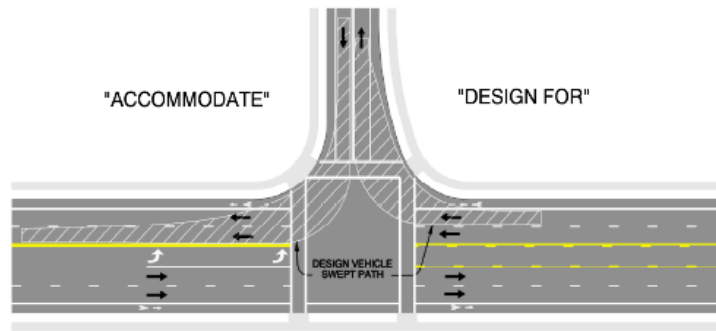 "ACCOMMODATE"
"DESIGN FOR"
DESIGN VEHICLE
SWEPT PATH